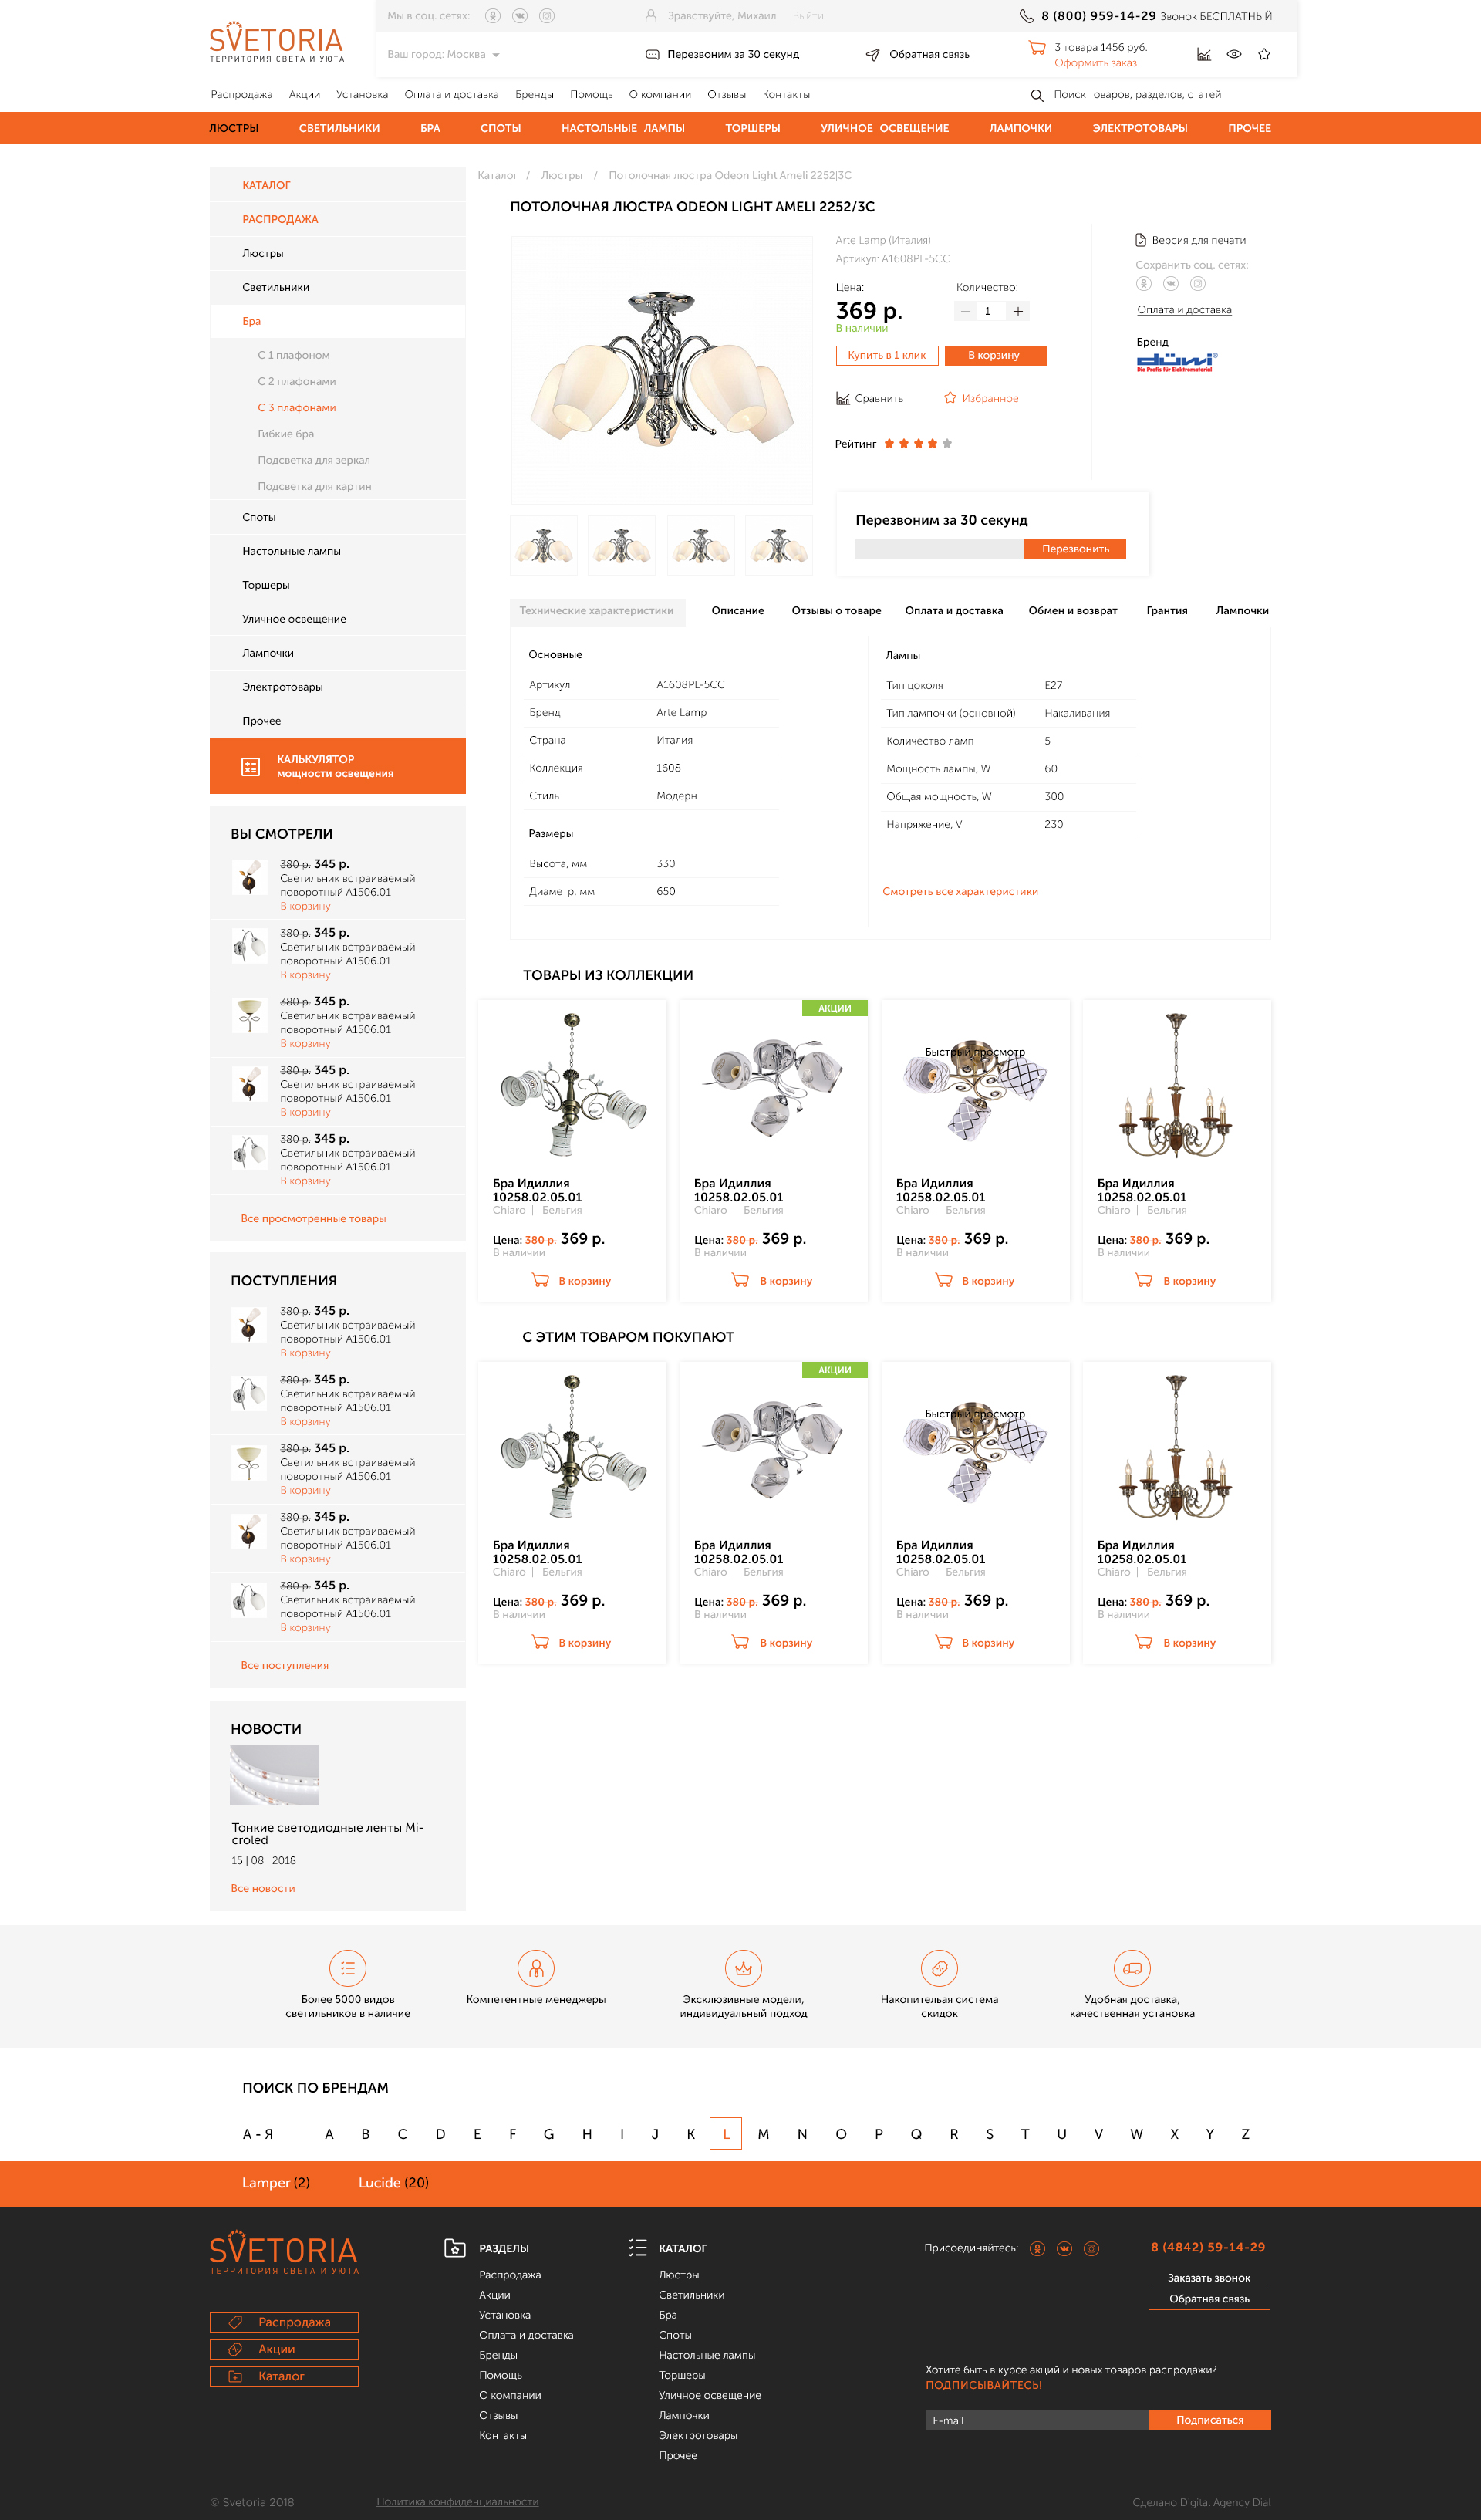 SVETORIA
ТЕРРИТОРИЯ СВЕТА И УЮТА
Мы в соц. сетях:
Зравствуйте, Михаил
Выйти
8 (800) 959-14-29 Звонок БЕСПЛАТНЫЙ
Ваш город: Москва
Перезвоним за 30 секунд
Обратная связь
3 товара 1456 руб.
Оформить заказ
Распродажа Акции Установка Оплата и доставка Бренды Помощь О компании Отзывы Контакты
Поиск товаров, разделов, статей
ЛЮСТРЫ СВЕТИЛЬНИКИ БРА СПОТЫ НАСТОЛЬНЫЕ ЛАМПЫ ТОРШЕРЫ УЛИЧНОЕ ОСВЕЩЕНИЕ ЛАМПОЧКИ ЭЛЕКТРОТОВАРЫ ПРОЧЕЕ
КАТАЛОГ
РАСПРОДАЖА
Люстры
Светильники
Бра
С 1 плафоном
С 2 плафонами
С 3 плафонами
Гибкие бра
Подсветка для зеркал
Подсветка для картин
Споты
Настольные лампы
Торшеры
Уличное освещение
Лампочки
Электротовары
Прочее
КАЛЬКУЛЯТОР
мощности освещения
ВЫ СМОТРЕЛИ
380 р. 345 р.
Светильник встраиваемый
поворотный A1506.01
В корзину
380 р. 345 р.
Светильник встраиваемый
поворотный A1506.01
В корзину
380 р. 345 р.
Светильник встраиваемый
поворотный A1506.01
В корзину
380 р. 345 р.
Светильник встраиваемый
поворотный A1506.01
В корзину
380 р. 345 р.
Светильник встраиваемый
поворотный A1506.01
В корзину
Все просмотренные товары
ПОСТУПЛЕНИЯ
380 р. 345 р.
Светильник встраиваемый
поворотный A1506.01
В корзину
380 р. 345 р.
Светильник встраиваемый
поворотный A1506.01
В корзину
380 р. 345 р.
Светильник встраиваемый
поворотный A1506.01
В корзину
380 р. 345 р.
Светильник встраиваемый
поворотный A1506.01
В корзину
380 р. 345 р.
Светильник встраиваемый
поворотный A1506.01
В корзину
Все поступления
НОВОСТИ
Тонкие светодиодные ленты Mi-
croled
15 | 08 | 2018
Все новости
Каталог / Люстры / Потолочная люстра Odeon Light Ameli 2252|3C
ПОТОЛОЧНАЯ ЛЮСТРА ODEON LIGHT AMELI 2252/3C
Arte Lamp (Италия)
Артикул: A1608PL-5CC
Цена:
Количество:
369 р.
1
В наличии
Купить в 1 клик
В корзину
Сравнить
Избранное
Рейтинг
Версия для печати
Сохранить соц. сетях:
Оплата и доставка
Бренд
düwi
Die Profis für Elektromaterial
Перезвоним за 30 секунд
Перезвонить
Технические характеристики Описание Отзывы о товаре Оплата и доставка Обмен и возврат Грантия Лампочки
Основные
Артикул A1608PL-5CC
Бренд Arte Lamp
Страна Италия
Коллекция 1608
Стиль Модерн
Размеры
Высота, мм 330
Диаметр, мм 650
Лампы
Тип цоколя E27
Тип лампочки (основной) Накаливания
Количество ламп 5
Мощность лампы, W 60
Общая мощность, W 300
Напряжение, V 230
Смотреть все характеристики
ТОВАРЫ ИЗ КОЛЛЕКЦИИ
АКЦИИ
Быстрый просмотр
Бра Идиллия
10258.02.05.01
Chiaro | Бельгия
Цена: 380 р. 369 р.
В наличии
В корзину
Бра Идиллия
10258.02.05.01
Chiaro | Бельгия
Цена: 380 р. 369 р.
В наличии
В корзину
Бра Идиллия
10258.02.05.01
Chiaro | Бельгия
Цена: 380 р. 369 р.
В наличии
В корзину
Бра Идиллия
10258.02.05.01
Chiaro | Бельгия
Цена: 380 р. 369 р.
В наличии
В корзину
С ЭТИМ ТОВАРОМ ПОКУПАЮТ
АКЦИИ
Быстрый просмотр
Бра Идиллия
10258.02.05.01
Chiaro | Бельгия
Цена: 380 р. 369 р.
В наличии
В корзину
Бра Идиллия
10258.02.05.01
Chiaro | Бельгия
Цена: 380 р. 369 р.
В наличии
В корзину
Бра Идиллия
10258.02.05.01
Chiaro | Бельгия
Цена: 380 р. 369 р.
В наличии
В корзину
Бра Идиллия
10258.02.05.01
Chiaro | Бельгия
Цена: 380 р. 369 р.
В наличии
В корзину
Более 5000 видов
светильников в наличие
Компетентные менеджеры
Эксклюзивные модели,
индивидуальный подход
Накопительая система
скидок
Удобная доставка,
качественная установка
ПОИСК ПО БРЕНДАМ
А - Я A B C D E F G H I J K L M N O P Q R S T U V W X Y Z
Lamper (2) Lucide (20)
SVETORIA
ТЕРРИТОРИЯ СВЕТА И УЮТА
Распродажа
Акции
Каталог
РАЗДЕЛЫ
Распродажа
Акции
Установка
Оплата и доставка
Бренды
Помощь
О компании
Отзывы
Контакты
КАТАЛОГ
Люстры
Светильники
Бра
Споты
Настольные лампы
Торшеры
Уличное освещение
Лампочки
Электротовары
Прочее
Присоединяйтесь:
8 (4842) 59-14-29
Заказать звонок
Обратная связь
Хотите быть в курсе акций и новых товаров распродажи?
ПОДПИСЫВАЙТЕСЬ!
E-mail
Подписаться
© Svetoria 2018
Политика конфиденциальности
Сделано Digital Agency Dial